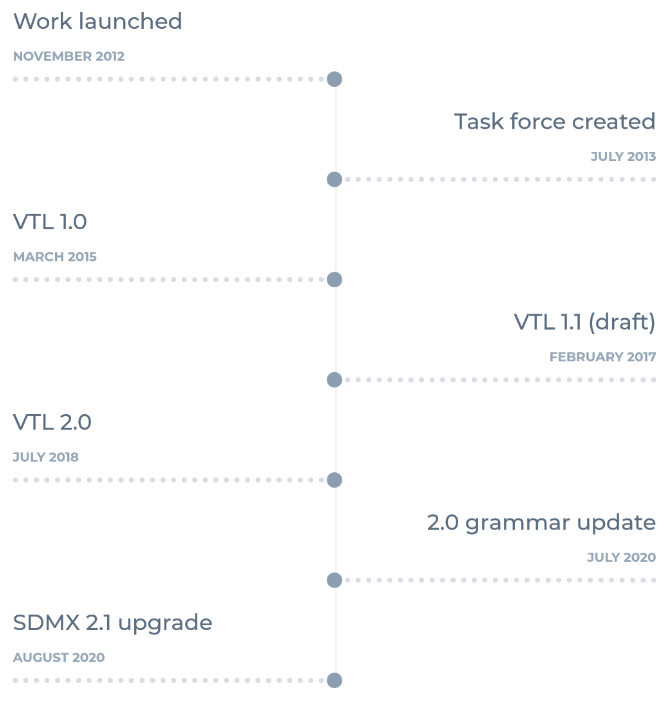 Work launched
NOVEMBER 2012
Task force created
JULY 2013
VTL 1.0
MARCH 2015
VTL 1.1 (draft)
FEBRUARY 2017
VTL 2.0
JULY 2018
2.0 grammar update
JULY 2020
SDMX 2.1 upgrade
AUGUST 2020